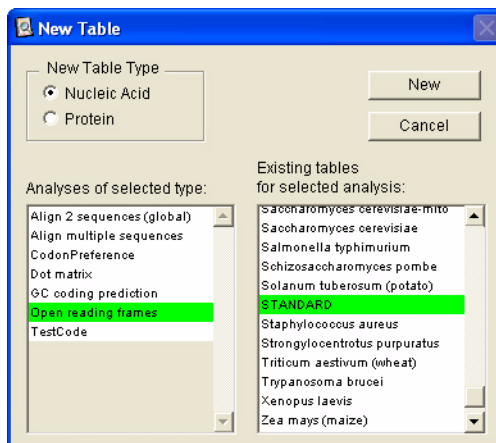 New Table
New Table Type
Nucleic Acid
Protein
New
Cancel
Analyses of selected type:
Align 2 sequences (global)
Align multiple sequences
CodonPreference
Dot matrix
GC coding prediction
Open reading frames
TestCode
Existing tables
for selected analysis:
Saccharomyces cerevisiae-mito
Saccharomyces cerevisiae
Salmonella typhimurium
Schizosaccharomyces pombe
Solanum tuberosum (potato)
STANDARD
Staphylococcus aureus
Strongylocentrotus purpuratus
Triticum aestivum (wheat)
Trypanosoma brucei
Xenopus laevis
Zea mays (maize)